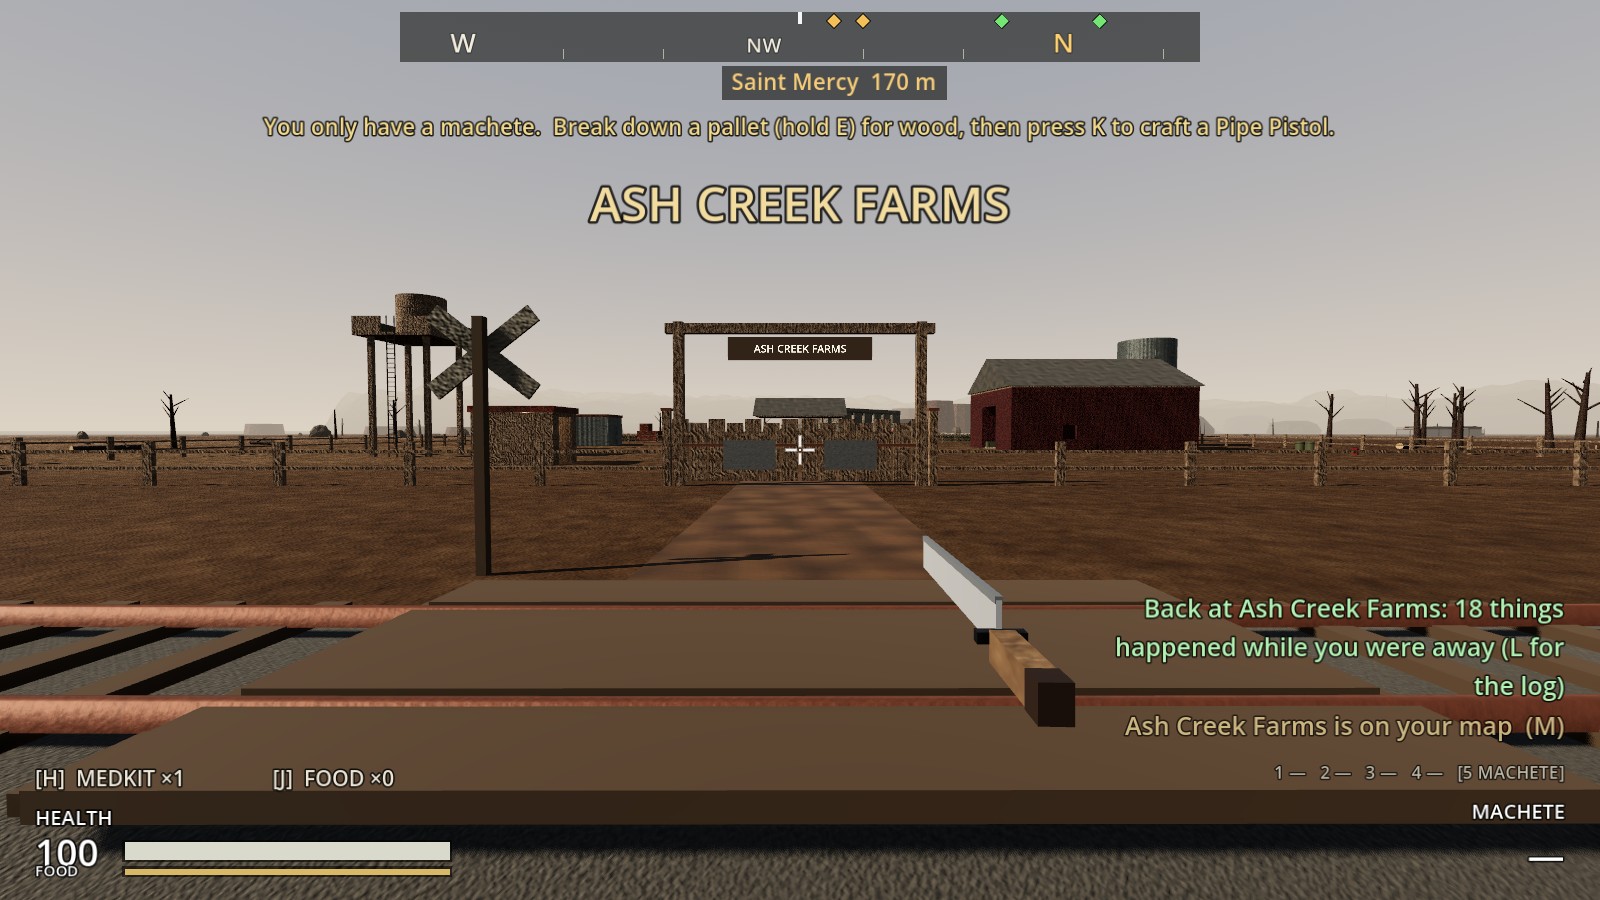 W NW N
Saint Mercy 170 m
You only have a machete. Break down a pallet (hold E) for wood, then press K to craft a Pipe Pistol.
ASH CREEK FARMS
ASH CREEK FARMS
Back at Ash Creek Farms: 18 things
happened while you were away (L for
the log)
Ash Creek Farms is on your map (M)
1 — 2 — 3 — 4 — [5 MACHETE]
[H] MEDKIT ×1 [J] FOOD ×0
HEALTH
100
FOOD
MACHETE
—